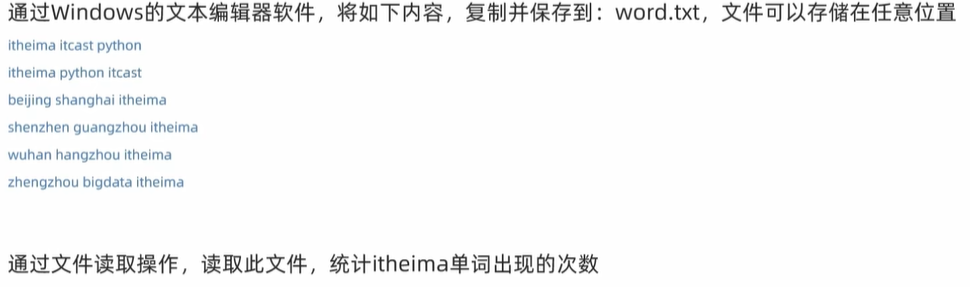 通过Windows的文本编辑器软件，将如下内容，复制并保存到：word.txt，文件可以存储在任意位置
itheima itcast python
itheima python itcast
beijing shanghai itheima
shenzhen guangzhou itheima
wuhan hangzhou itheima
zhengzhou bigdata itheima
通过文件读取操作，读取此文件，统计itheima单词出现的次数